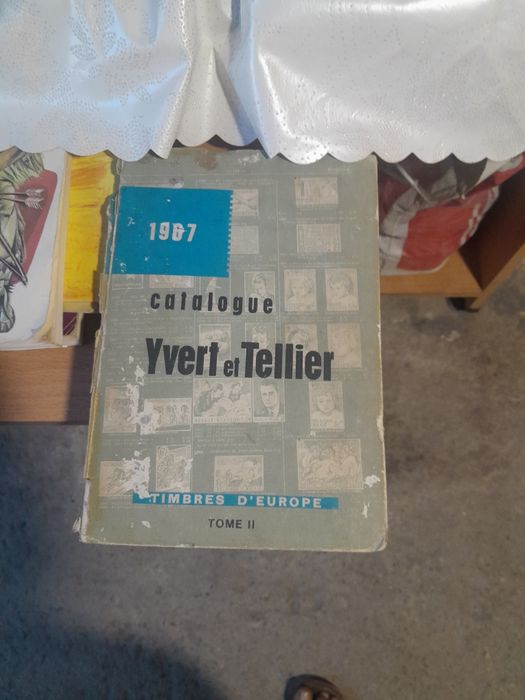 1967
catalogue
Yvert et Tellier
TIMBRES D'EUROPE
TOME II